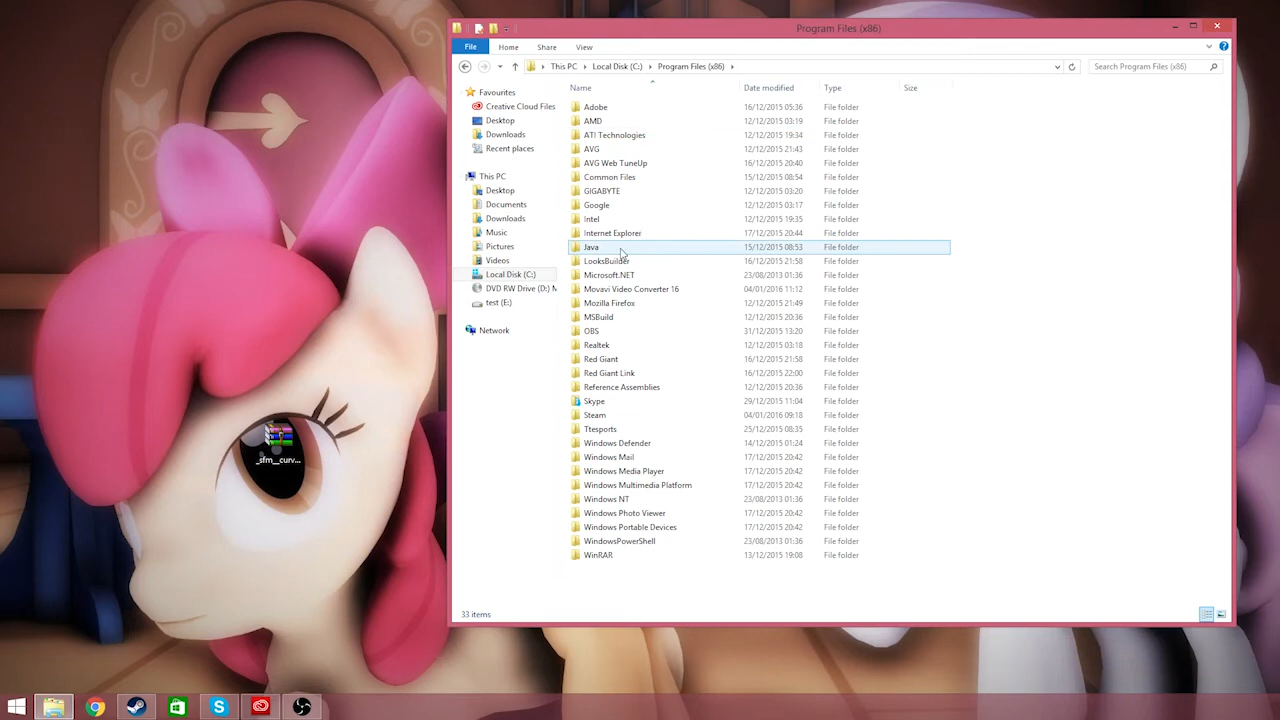 Program Files (x86)
File Home Share View
This PC Local Disk (C:) Program Files (x86) Search Program Files (x86)
Name Date modified Type Size
Favourites
Creative Cloud Files
Desktop
Downloads
Recent places
This PC
Desktop
Documents
Downloads
Music
Pictures
Videos
Local Disk (C:)
DVD RW Drive (D:) M
test (E:)
Network
Adobe 16/12/2015 05:36 File folder
AMD 12/12/2015 03:19 File folder
ATI Technologies 12/12/2015 19:34 File folder
AVG 12/12/2015 21:43 File folder
AVG Web TuneUp 16/12/2015 20:40 File folder
Common Files 15/12/2015 08:54 File folder
GIGABYTE 12/12/2015 03:20 File folder
Google 12/12/2015 03:17 File folder
Intel 12/12/2015 19:35 File folder
Internet Explorer 17/12/2015 20:44 File folder
Java 15/12/2015 08:53 File folder
LooksBuilder 16/12/2015 21:58 File folder
Microsoft.NET 23/08/2013 01:36 File folder
Movavi Video Converter 16 04/01/2016 11:12 File folder
Mozilla Firefox 12/12/2015 21:49 File folder
MSBuild 12/12/2015 20:36 File folder
OBS 31/12/2015 13:20 File folder
Realtek 12/12/2015 03:18 File folder
Red Giant 16/12/2015 21:58 File folder
Red Giant Link 16/12/2015 22:00 File folder
Reference Assemblies 12/12/2015 20:36 File folder
Skype 29/12/2015 11:04 File folder
Steam 04/01/2016 09:18 File folder
Ttesports 25/12/2015 08:35 File folder
Windows Defender 14/12/2015 01:24 File folder
Windows Mail 17/12/2015 20:42 File folder
Windows Media Player 17/12/2015 20:42 File folder
Windows Multimedia Platform 17/12/2015 20:42 File folder
Windows NT 23/08/2013 01:36 File folder
Windows Photo Viewer 17/12/2015 20:42 File folder
Windows Portable Devices 17/12/2015 20:42 File folder
WindowsPowerShell 23/08/2013 01:36 File folder
WinRAR 13/12/2015 19:08 File folder
33 items
_sfm__curv...